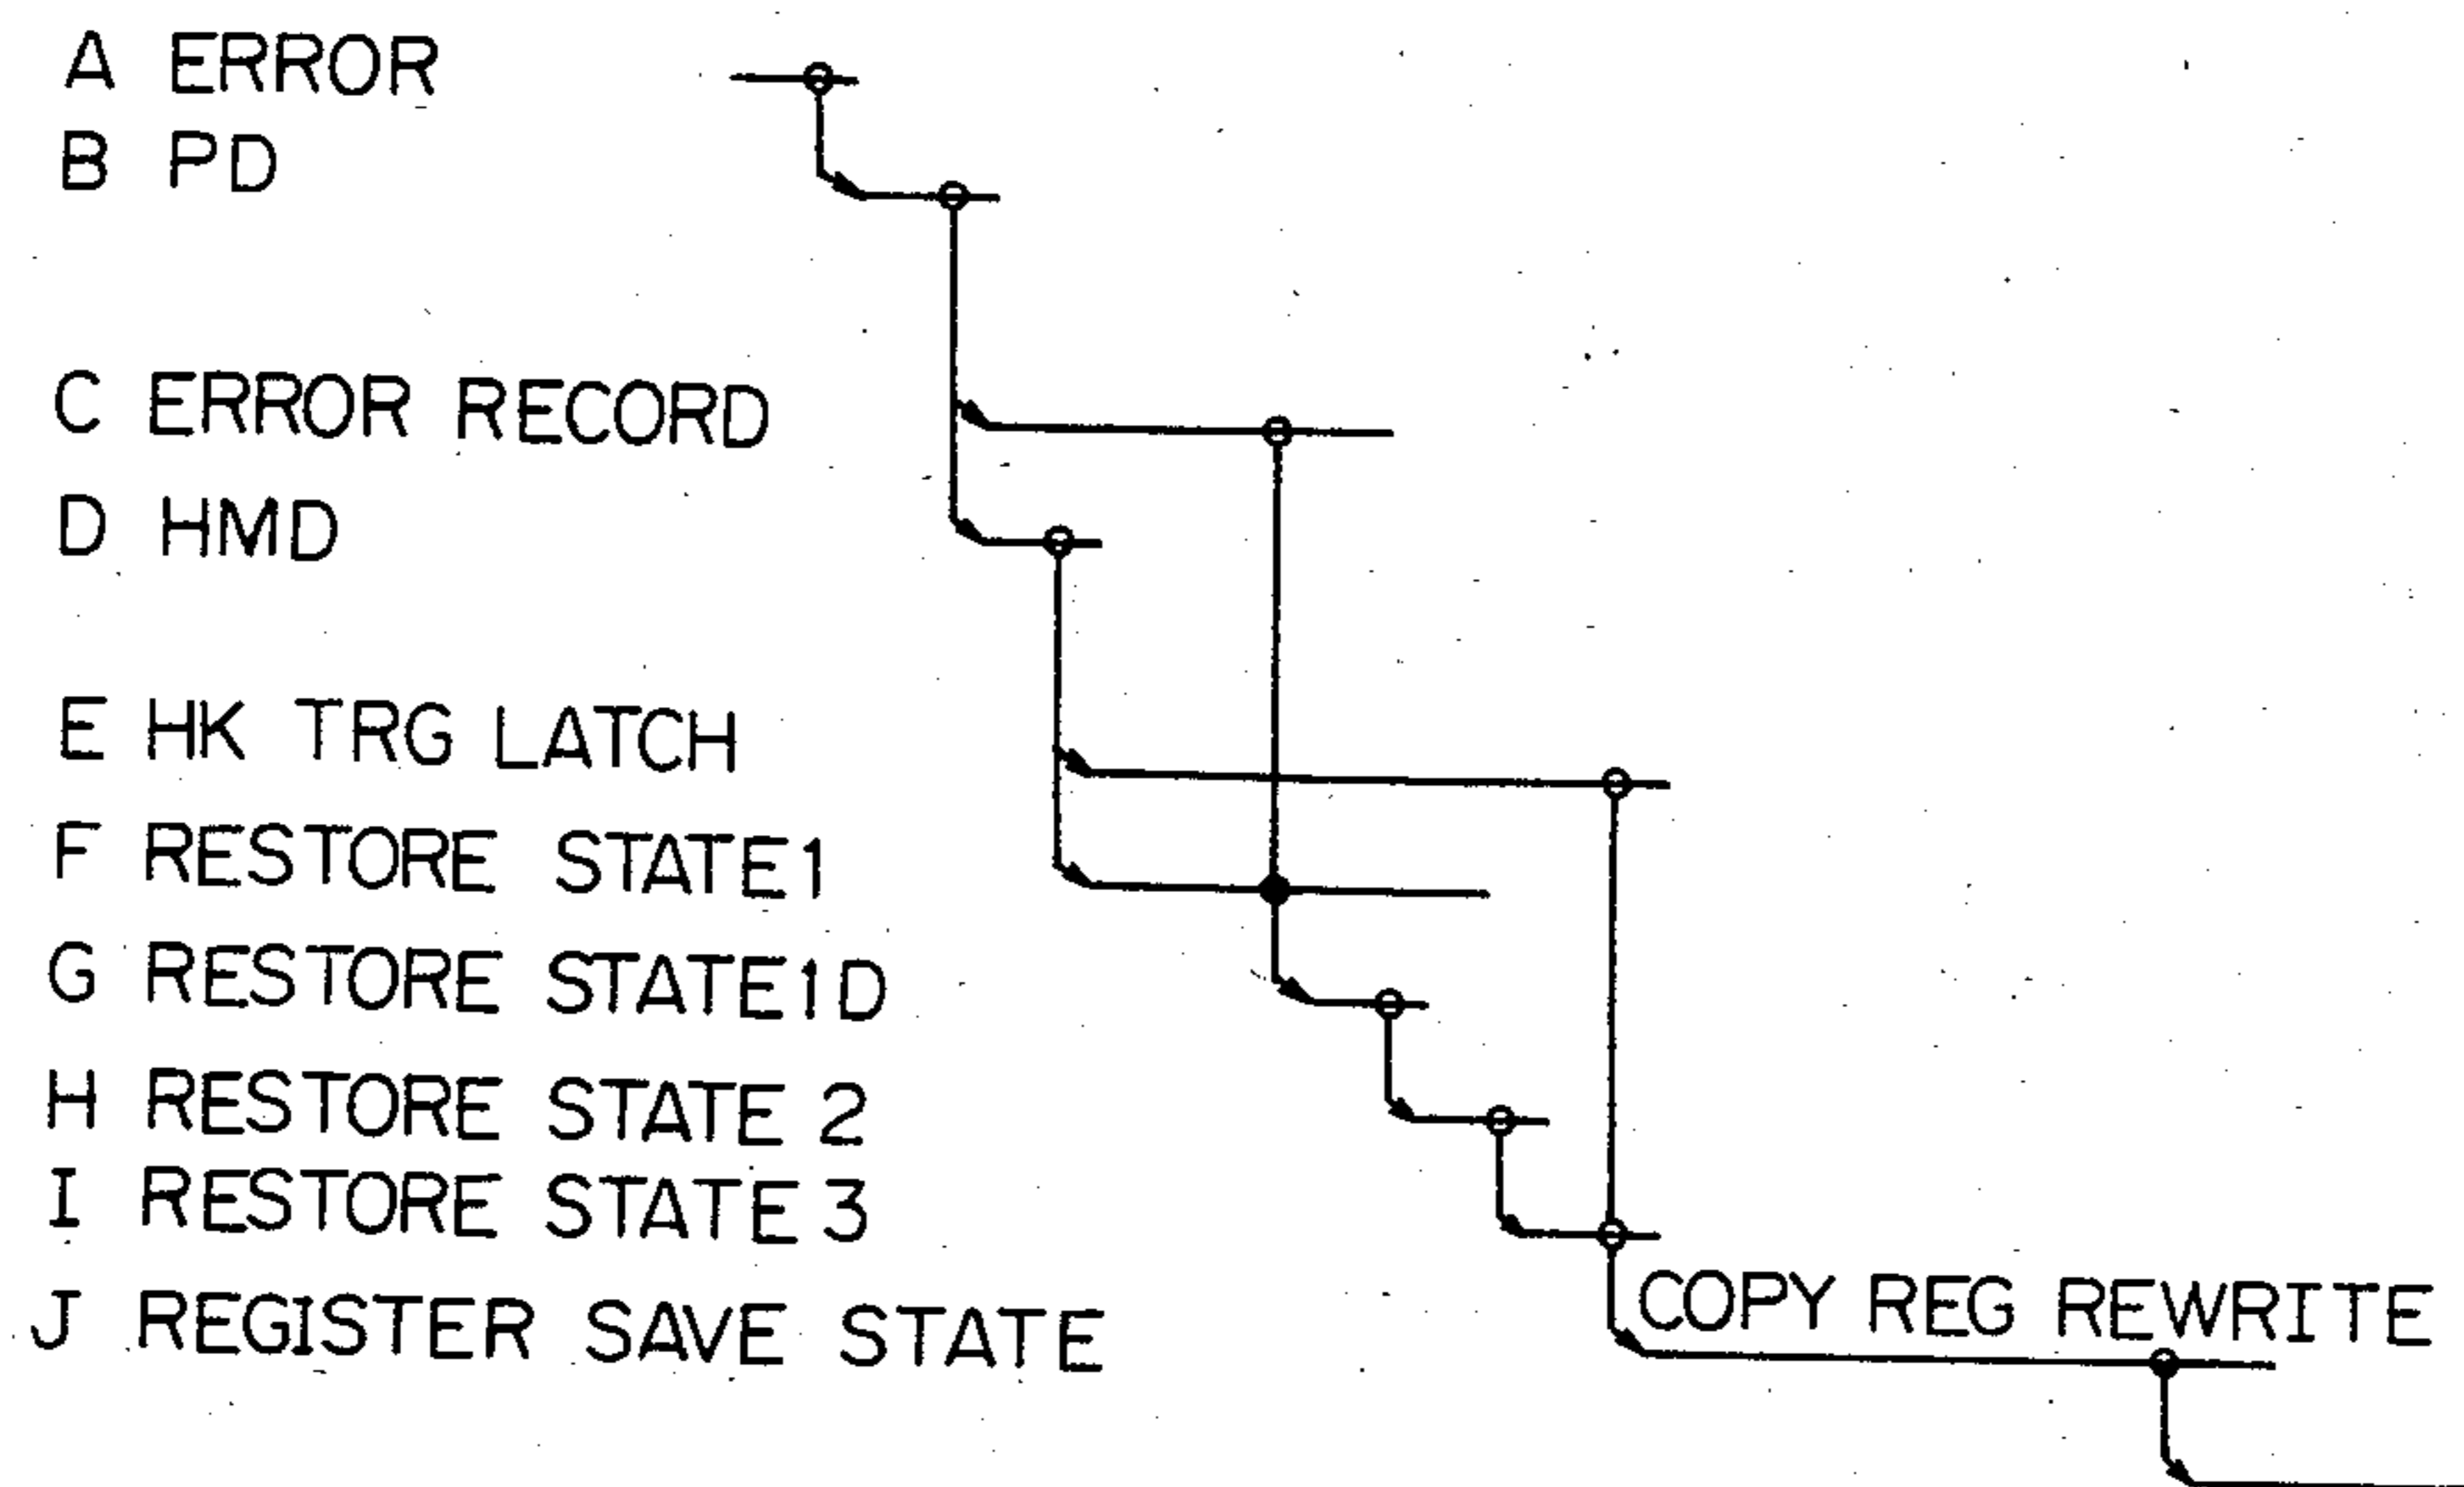 A ERROR
B PD
C ERROR RECORD
D HMD
E HK TRG LATCH
F RESTORE STATE1
G RESTORE STATE1D
H RESTORE STATE 2
I RESTORE STATE 3
COPY REG REWRITE
J REGISTER SAVE STATE